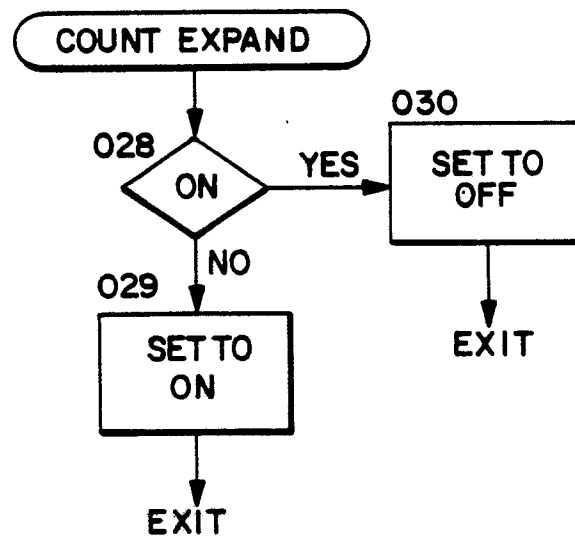 COUNT EXPAND
030
028
ON
YES
SET TO
OFF
NO
029
SET TO
ON
EXIT
EXIT